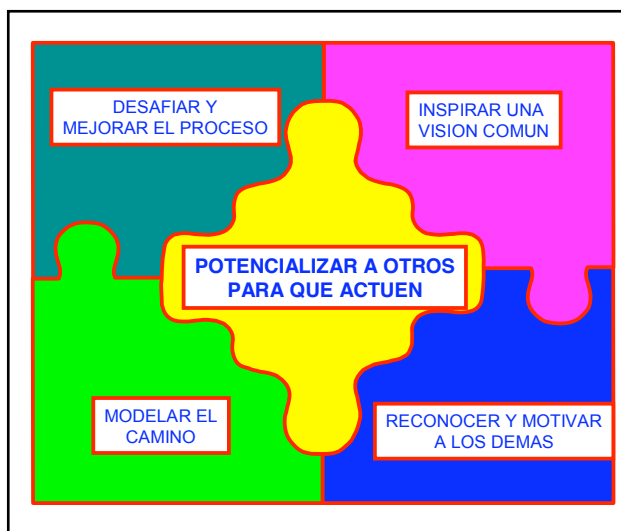 DESAFIAR Y
MEJORAR EL PROCESO
INSPIRAR UNA
VISION COMUN
POTENCIALIZAR A OTROS
PARA QUE ACTUEN
MODELAR EL
CAMINO
RECONOCER Y MOTIVAR
A LOS DEMAS